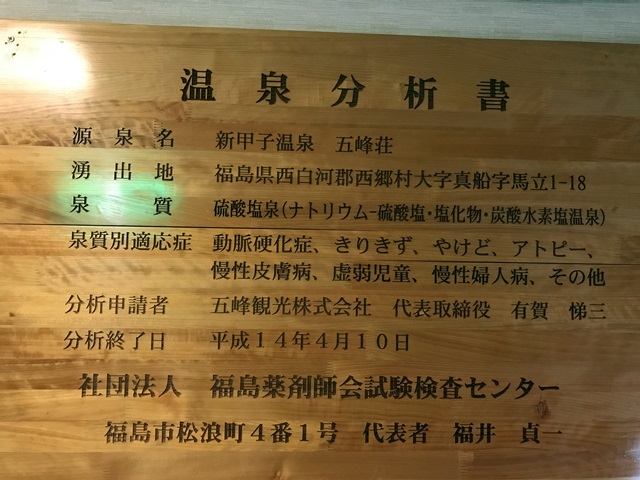 温泉分析書
源泉名 新甲子温泉 五峰荘
湧出地 福島県西白河郡西郷村大字真船字馬立1-18
泉質 硫酸塩泉(ナトリウム-硫酸塩・塩化物・炭酸水素塩温泉)
泉質別適応症 動脈硬化症、きりきず、やけど、アトピー、
慢性皮膚病、虚弱児童、慢性婦人病、その他
分析申請者 五峰観光株式会社 代表取締役 有賀 悌三
分析終了日 平成14年4月10日
社団法人 福島薬剤師会試験検査センター
福島市松浪町4番1号 代表者 福井 貞一